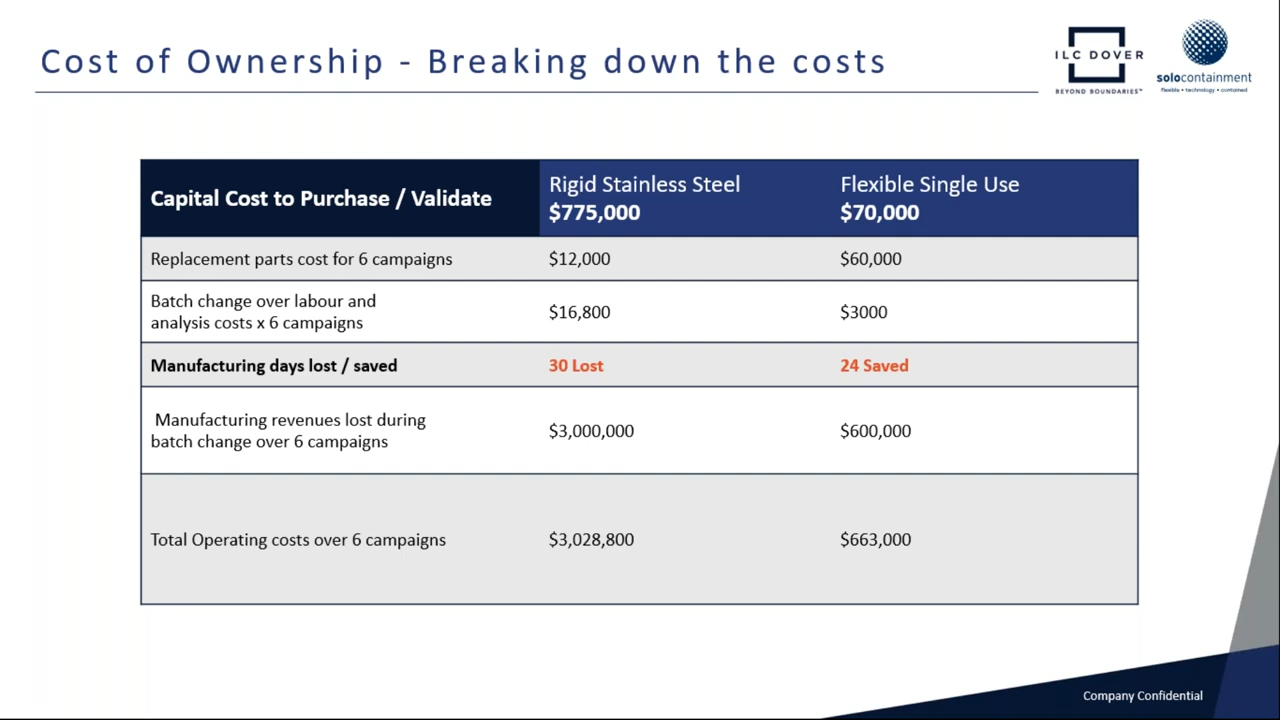 Cost of Ownership - Breaking down the costs
ILC DOVER
BEYOND BOUNDARIES™
solocontainment
flexible • technology • contained
Capital Cost to Purchase / Validate
Rigid Stainless Steel
$775,000
Flexible Single Use
$70,000
Replacement parts cost for 6 campaigns
$12,000
$60,000
Batch change over labour and
analysis costs x 6 campaigns
$16,800
$3000
Manufacturing days lost / saved
30 Lost
24 Saved
Manufacturing revenues lost during
batch change over 6 campaigns
$3,000,000
$600,000
Total Operating costs over 6 campaigns
$3,028,800
$663,000
Company Confidential